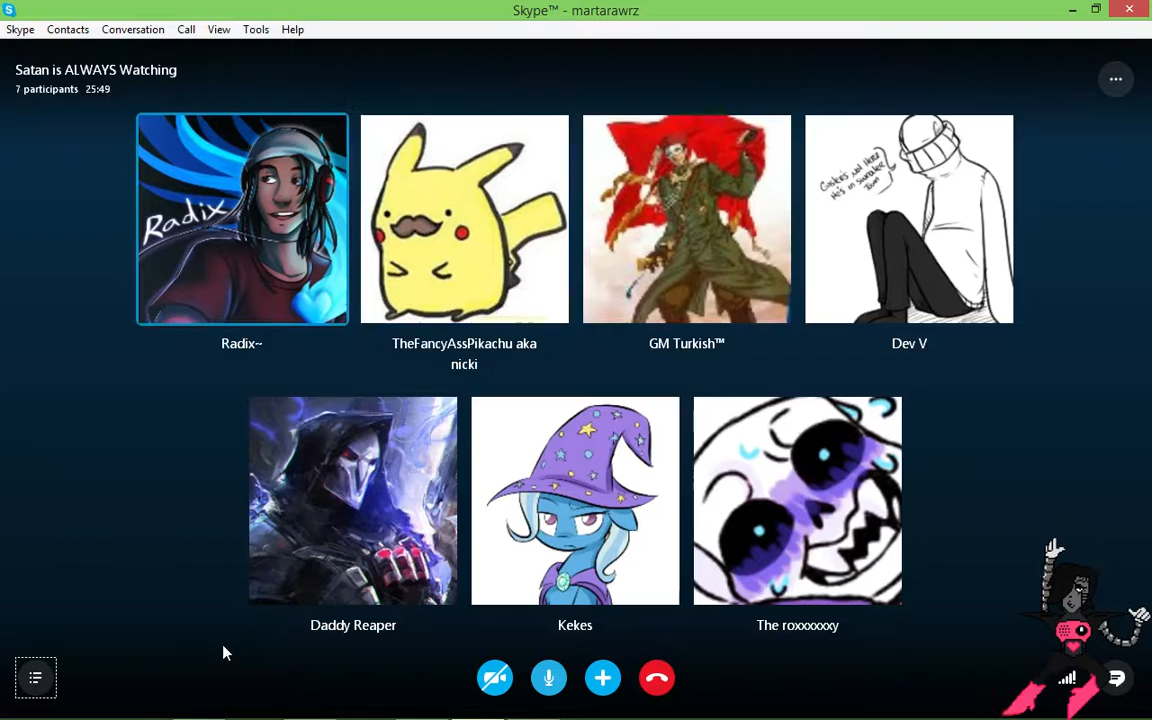 Skype™ - martarawrz
Skype Contacts Conversation Call View Tools Help
Satan is ALWAYS Watching
7 participants 25:49
Radix
Radix~
TheFancyAssPikachu aka
nicki
GM Turkish™
Dev V
Daddy Reaper
Kekes
The roxxxxxxy